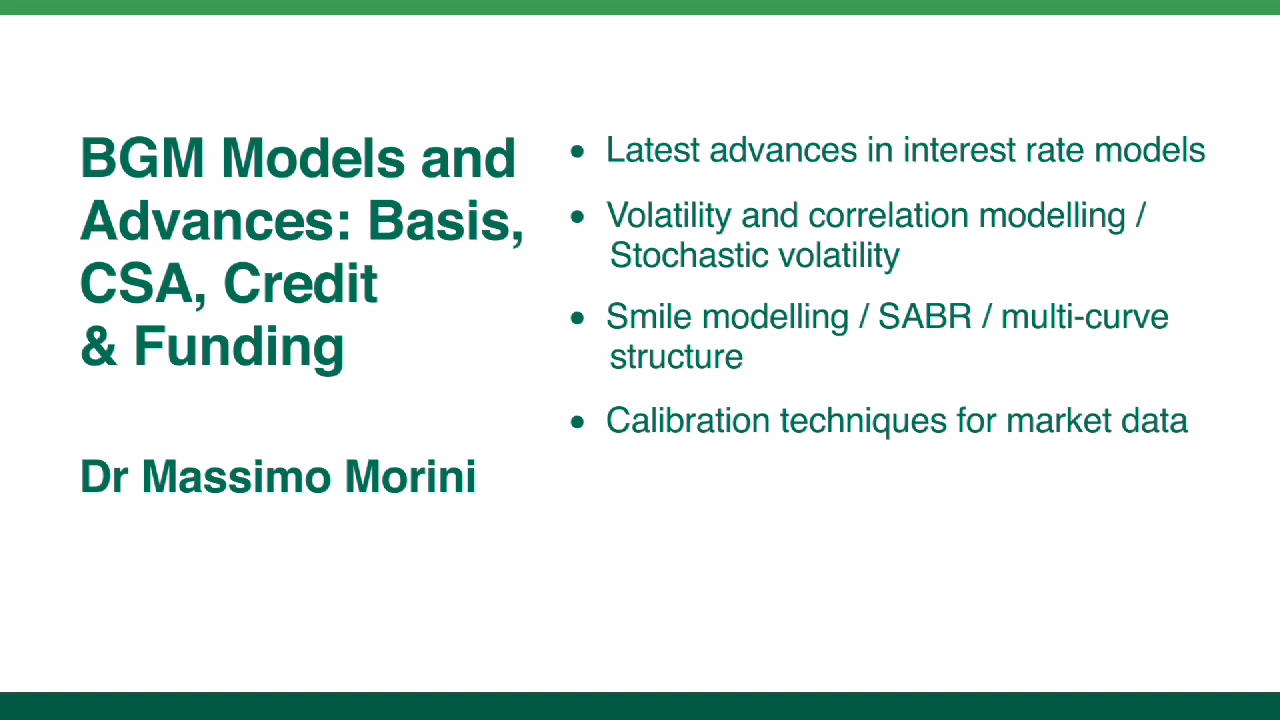 BGM Models and
Advances: Basis,
CSA, Credit
& Funding
Dr Massimo Morini
• Latest advances in interest rate models
• Volatility and correlation modelling /
Stochastic volatility
• Smile modelling / SABR / multi-curve
structure
• Calibration techniques for market data